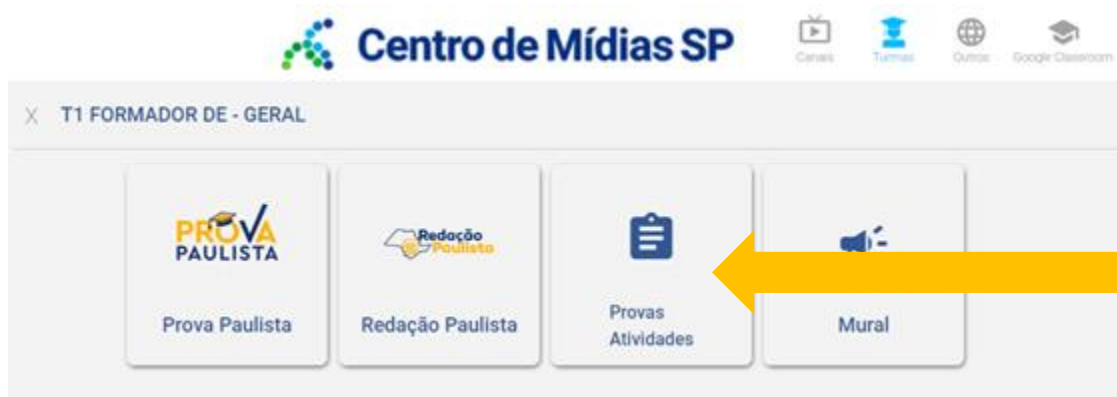 Centro de Mídias SP
Canais
Turmas
Outros
Google Classroom
X T1 FORMADOR DE - GERAL
PROVA
PAULISTA
Redação
Paulista
Prova Paulista
Redação Paulista
Provas
Atividades
Mural